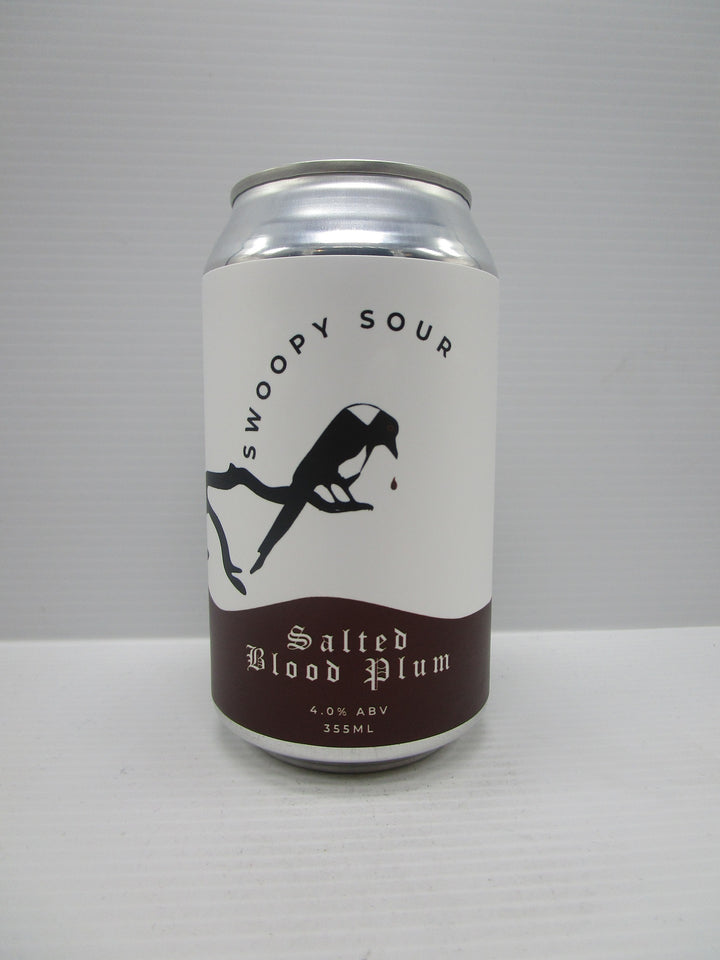 SWOOPY SOUR
Salted
Blood Plum
4.0% ABV
355ML